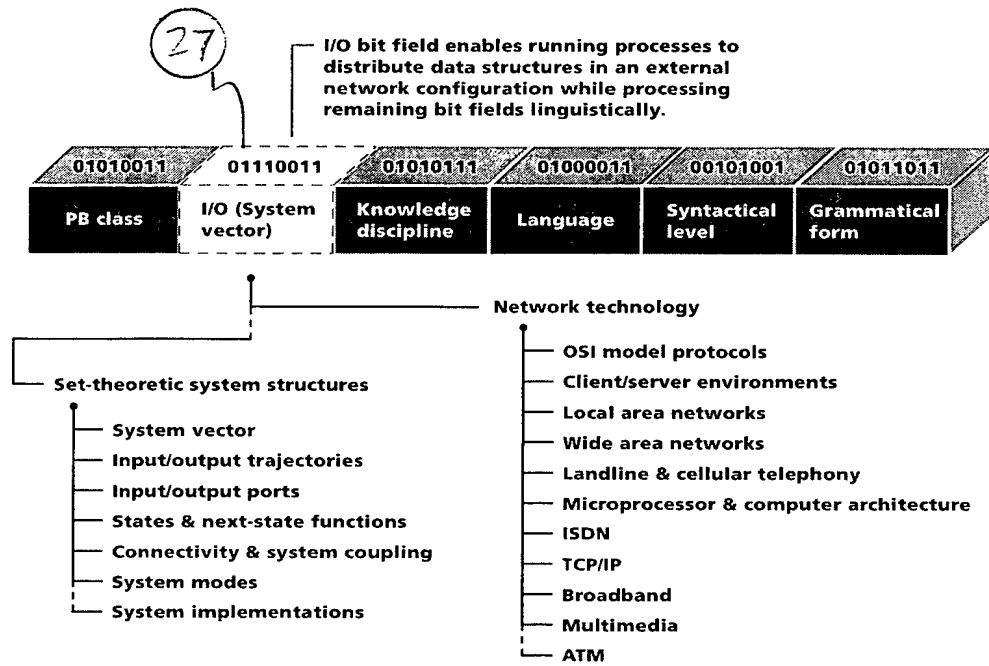 27
I/O bit field enables running processes to
distribute data structures in an external
network configuration while processing
remaining bit fields linguistically.
01010011
01110011
01010111
01000011
00101001
01011011
PB class
I/O (System
vector)
Knowledge
discipline
Language
Syntactical
level
Grammatical
form
Network technology
OSI model protocols
Client/server environments
Local area networks
Wide area networks
Landline & cellular telephony
Microprocessor & computer architecture
ISDN
TCP/IP
Broadband
Multimedia
ATM
Set-theoretic system structures
System vector
Input/output trajectories
Input/output ports
States & next-state functions
Connectivity & system coupling
System modes
System implementations